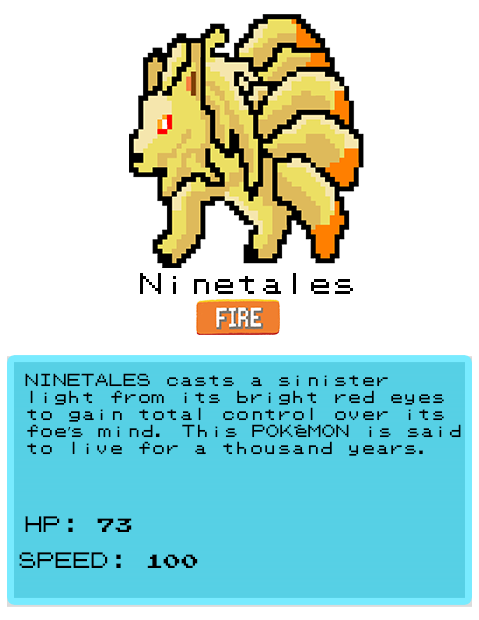 Ninetales
FIRE
NINETALES casts a sinister
light from its bright red eyes
to gain total control over its
foe's mind. This POKéMON is said
to live for a thousand years.
HP: 73
SPEED: 100